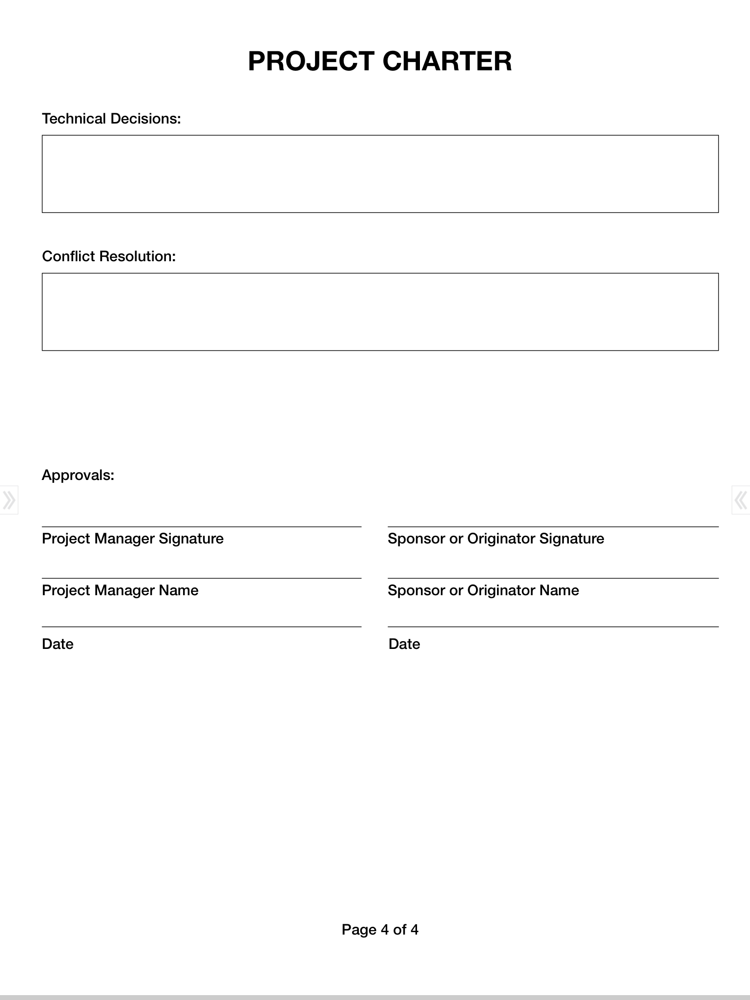 PROJECT CHARTER
Technical Decisions:
Conflict Resolution:
Approvals:
Project Manager Signature
Sponsor or Originator Signature
Project Manager Name
Sponsor or Originator Name
Date
Date
Page 4 of 4